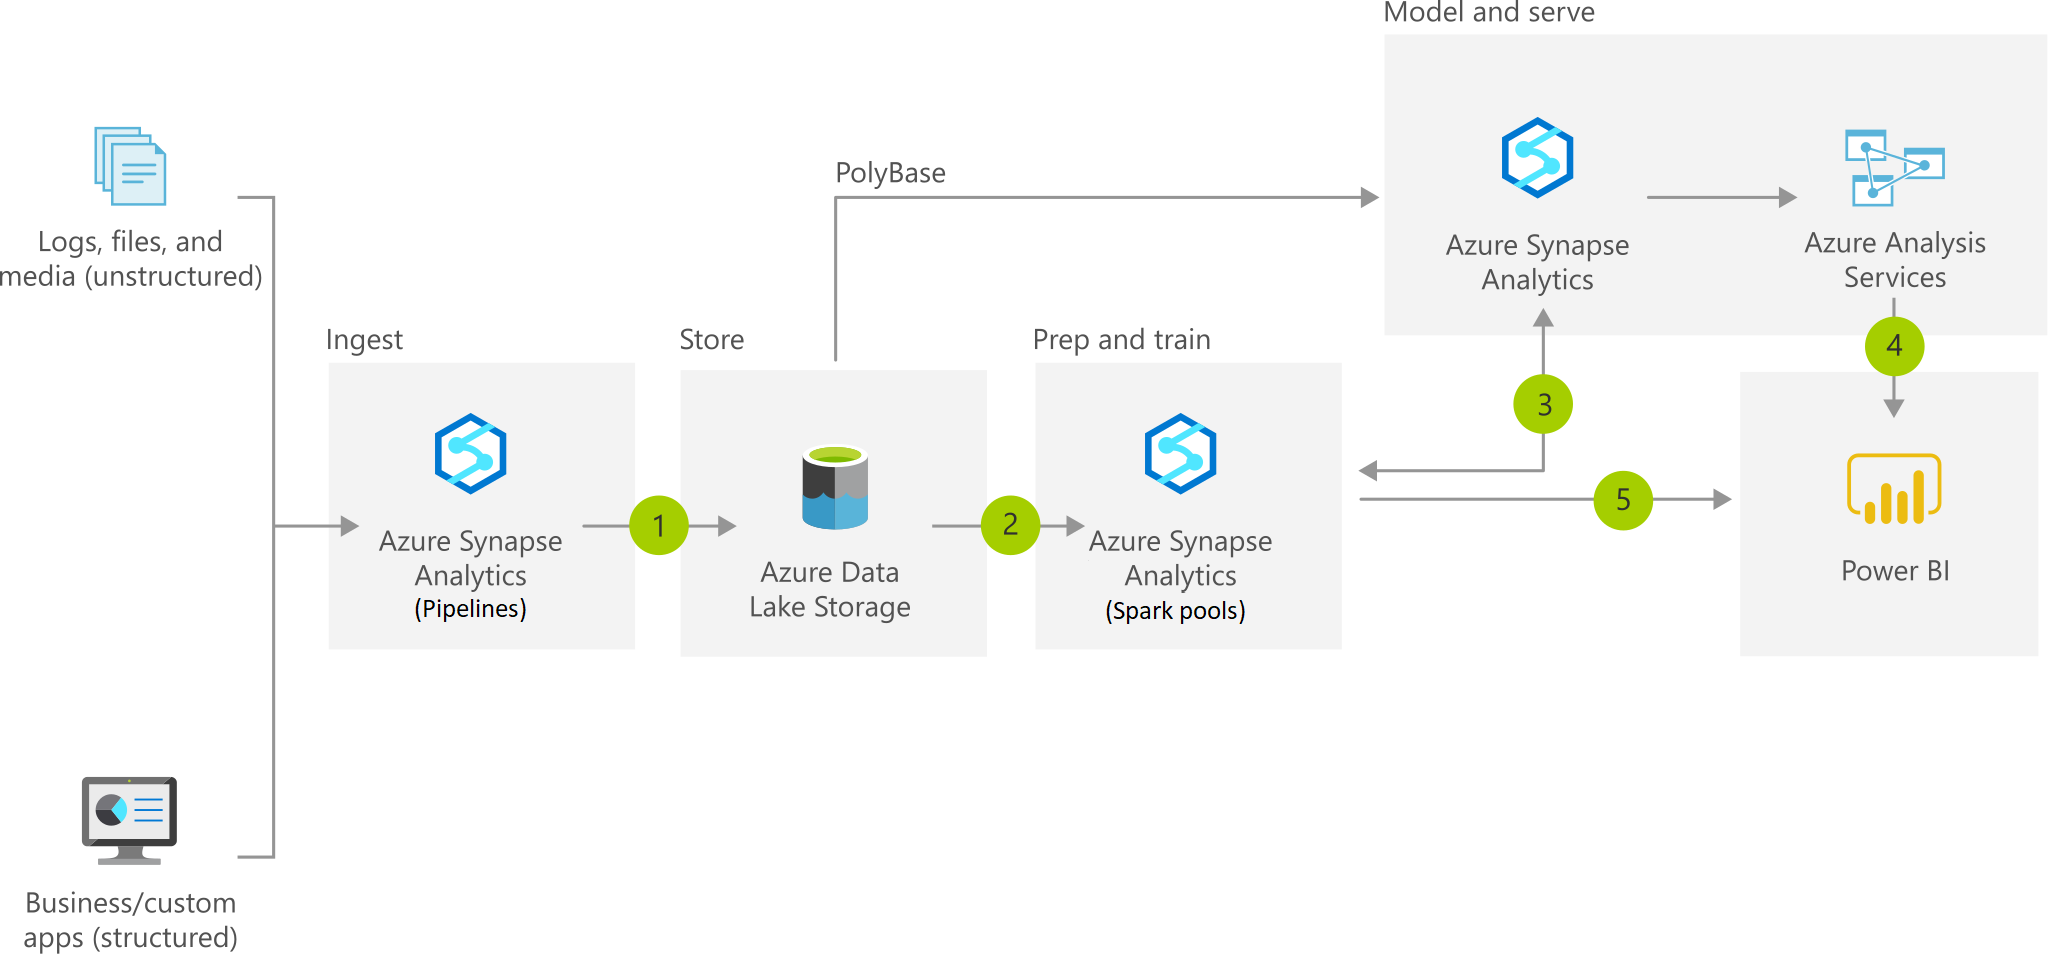 Model and serve
PolyBase
Logs, files, and
media (unstructured)
Azure Synapse
Analytics
Azure Analysis
Services
Ingest
Store
Prep and train
4
3
5
1
2
Azure Synapse
Analytics
(Pipelines)
Azure Data
Lake Storage
Azure Synapse
Analytics
(Spark pools)
Power BI
Business/custom
apps (structured)